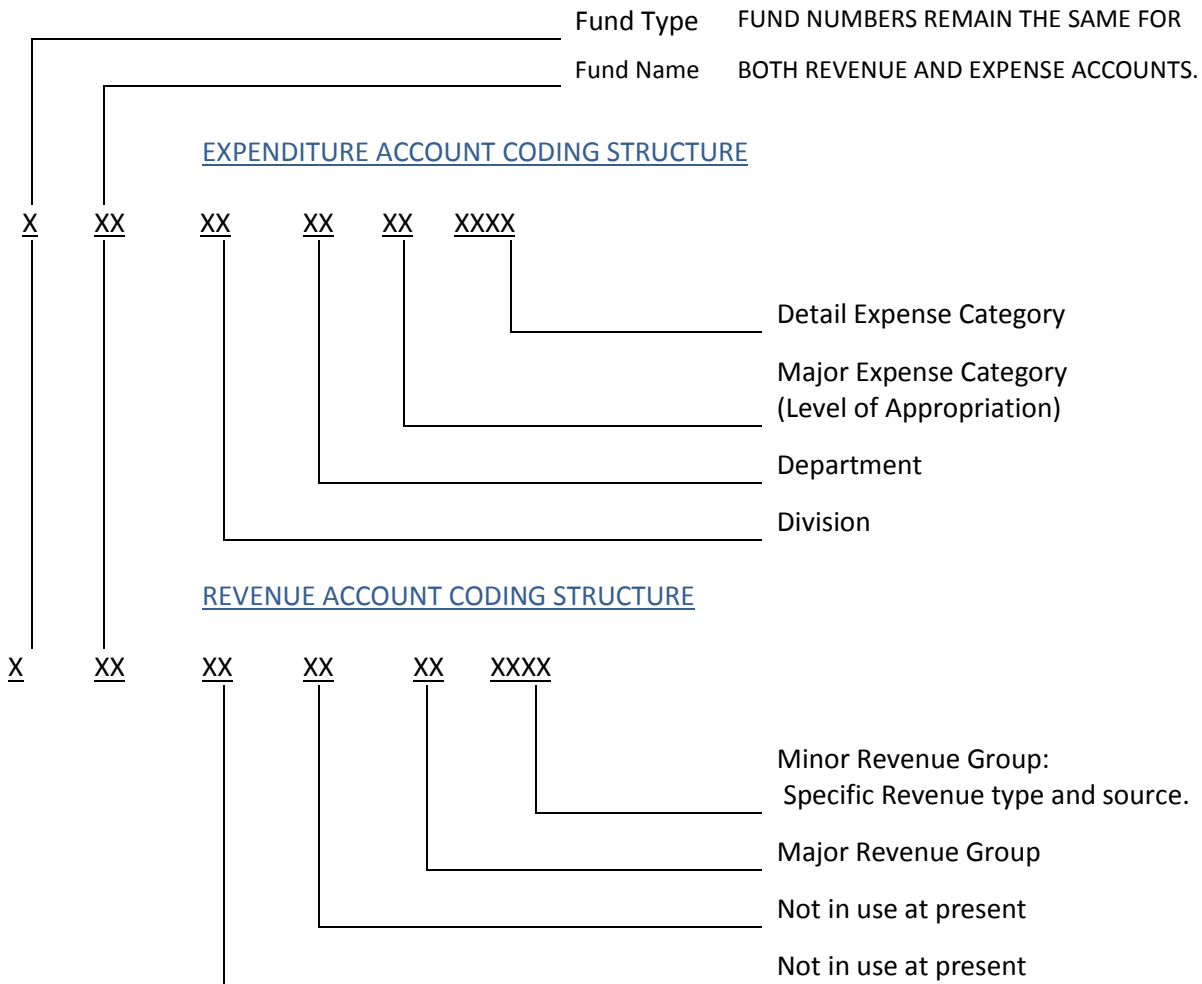 Fund Type FUND NUMBERS REMAIN THE SAME FOR
Fund Name BOTH REVENUE AND EXPENSE ACCOUNTS.
EXPENDITURE ACCOUNT CODING STRUCTURE
X XX XX XX XX XXXX
Detail Expense Category
Major Expense Category
(Level of Appropriation)
Department
Division
REVENUE ACCOUNT CODING STRUCTURE
X XX XX XX XX XXXX
Minor Revenue Group:
Specific Revenue type and source.
Major Revenue Group
Not in use at present
Not in use at present